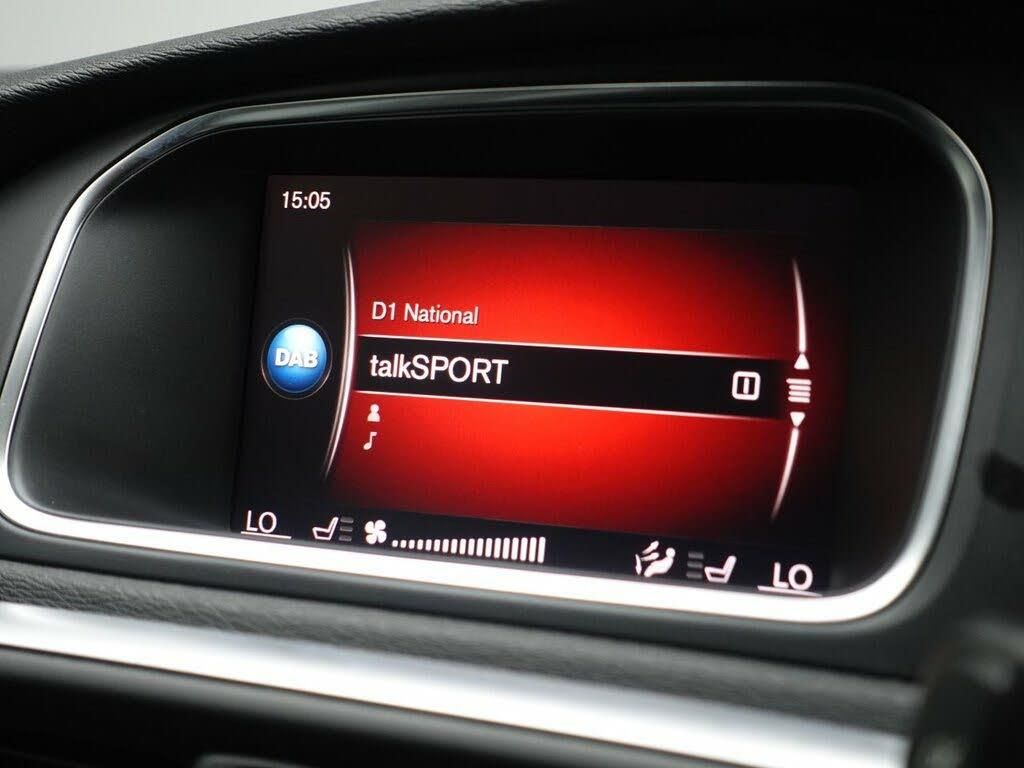 15:05
D1 National
DAB
talkSPORT
LO
LO